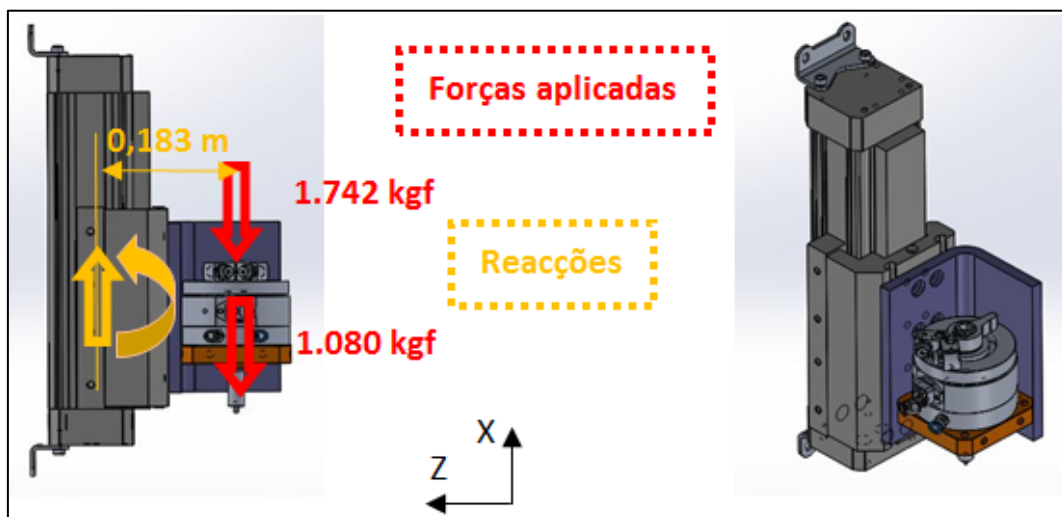 Forças aplicadas
0,183 m
1.742 kgf
Reacções
1.080 kgf
X
Z